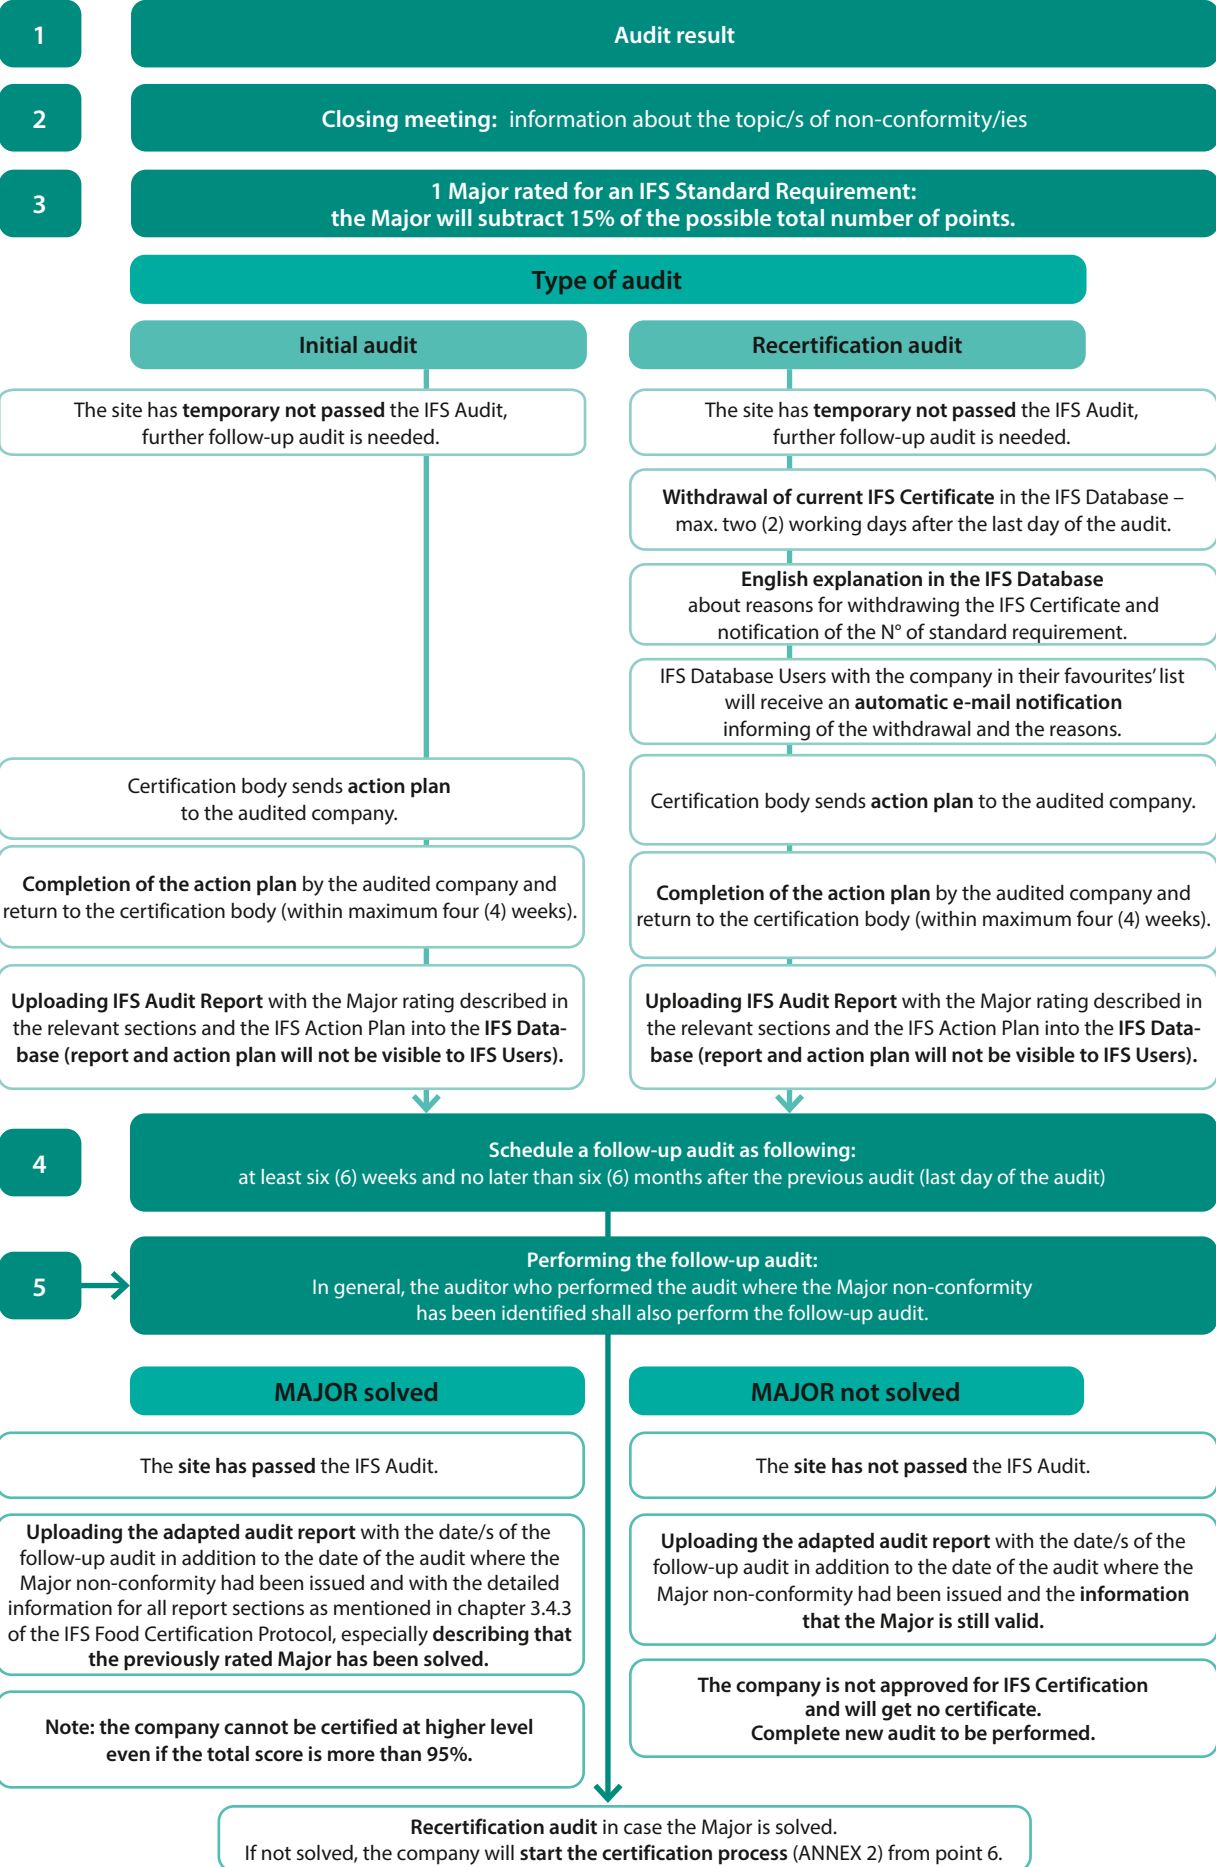 1
Audit result
2
Closing meeting: information about the topic/s of non-conformity/ies
3
1 Major rated for an IFS Standard Requirement:
the Major will subtract 15% of the possible total number of points.
Type of audit
Initial audit
The site has temporary not passed the IFS Audit,
further follow-up audit is needed.
Certification body sends action plan
to the audited company.
Completion of the action plan by the audited company and
return to the certification body (within maximum four (4) weeks).
Uploading IFS Audit Report with the Major rating described in
the relevant sections and the IFS Action Plan into the IFS Data-
base (report and action plan will not be visible to IFS Users).
Recertification audit
The site has temporary not passed the IFS Audit,
further follow-up audit is needed.
Withdrawal of current IFS Certificate in the IFS Database –
max. two (2) working days after the last day of the audit.
English explanation in the IFS Database
about reasons for withdrawing the IFS Certificate and
notification of the N° of standard requirement.
IFS Database Users with the company in their favourites’ list
will receive an automatic e-mail notification
informing of the withdrawal and the reasons.
Certification body sends action plan to the audited company.
Completion of the action plan by the audited company and
return to the certification body (within maximum four (4) weeks).
Uploading IFS Audit Report with the Major rating described in
the relevant sections and the IFS Action Plan into the IFS Data-
base (report and action plan will not be visible to IFS Users).
4
Schedule a follow-up audit as following:
at least six (6) weeks and no later than six (6) months after the previous audit (last day of the audit)
5
Performing the follow-up audit:
In general, the auditor who performed the audit where the Major non-conformity
has been identified shall also perform the follow-up audit.
MAJOR solved
The site has passed the IFS Audit.
Uploading the adapted audit report with the date/s of the
follow-up audit in addition to the date of the audit where the
Major non-conformity had been issued and with the detailed
information for all report sections as mentioned in chapter 3.4.3
of the IFS Food Certification Protocol, especially describing that
the previously rated Major has been solved.
Note: the company cannot be certified at higher level
even if the total score is more than 95%.
MAJOR not solved
The site has not passed the IFS Audit.
Uploading the adapted audit report with the date/s of the
follow-up audit in addition to the date of the audit where the
Major non-conformity had been issued and the information
that the Major is still valid.
The company is not approved for IFS Certification
and will get no certificate.
Complete new audit to be performed.
Recertification audit in case the Major is solved.
If not solved, the company will start the certification process (ANNEX 2) from point 6.